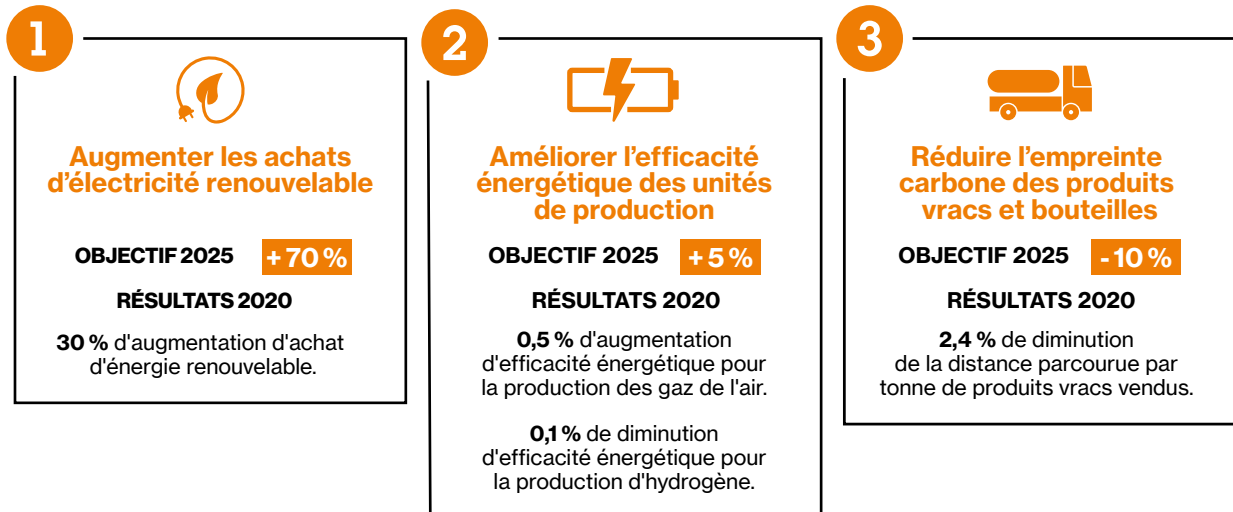 1
Augmenter les achats
d’électricité renouvelable
OBJECTIF 2025 +70 %
RÉSULTATS 2020
30 % d'augmentation d'achat
d'énergie renouvelable.
2
Améliorer l’efficacité
énergétique des unités
de production
OBJECTIF 2025 +5 %
RÉSULTATS 2020
0,5 % d'augmentation
d'efficacité énergétique pour
la production des gaz de l'air.
0,1 % de diminution
d'efficacité énergétique pour
la production d'hydrogène.
3
Réduire l’empreinte
carbone des produits
vracs et bouteilles
OBJECTIF 2025 -10 %
RÉSULTATS 2020
2,4 % de diminution
de la distance parcourue par
tonne de produits vracs vendus.